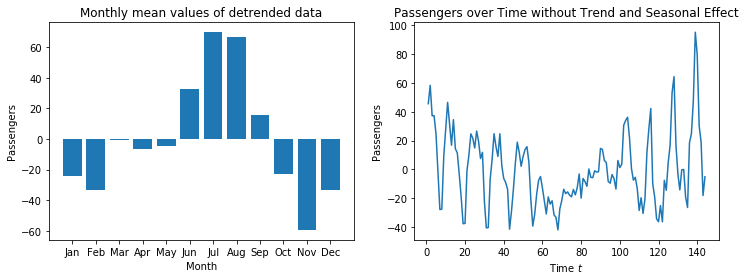 Monthly mean values of detrended data
60
40
20
0
−20
−40
−60
Passengers
Jan Feb Mar Apr May Jun Jul Aug Sep Oct Nov Dec
Month
Passengers over Time without Trend and Seasonal Effect
100
80
60
40
20
0
−20
−40
Passengers
0 20 40 60 80 100 120 140
Time t